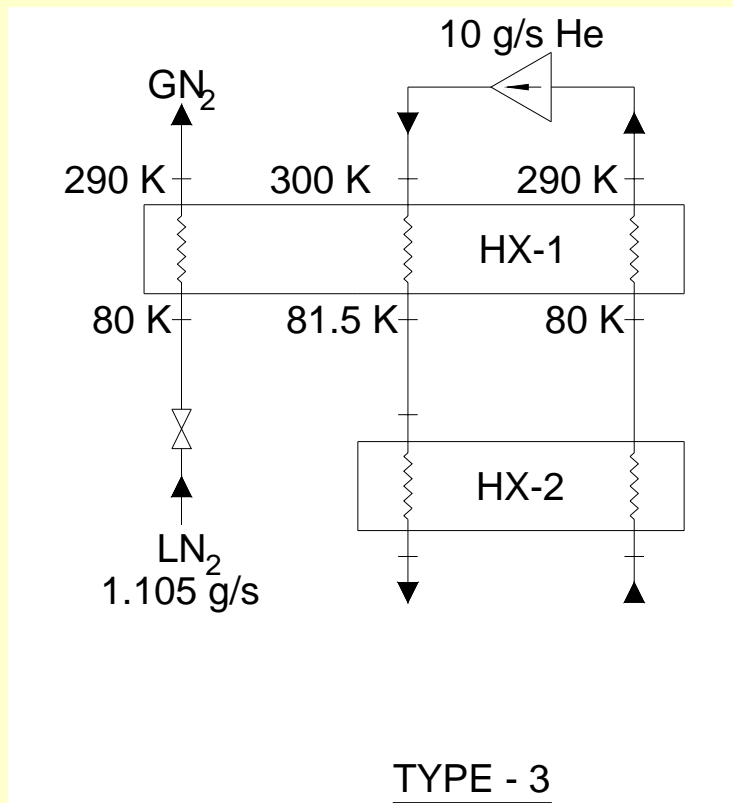 10 g/s He
GN2
290 K
300 K
290 K
HX-1
80 K
81.5 K
80 K
HX-2
LN2
1.105 g/s
TYPE - 3